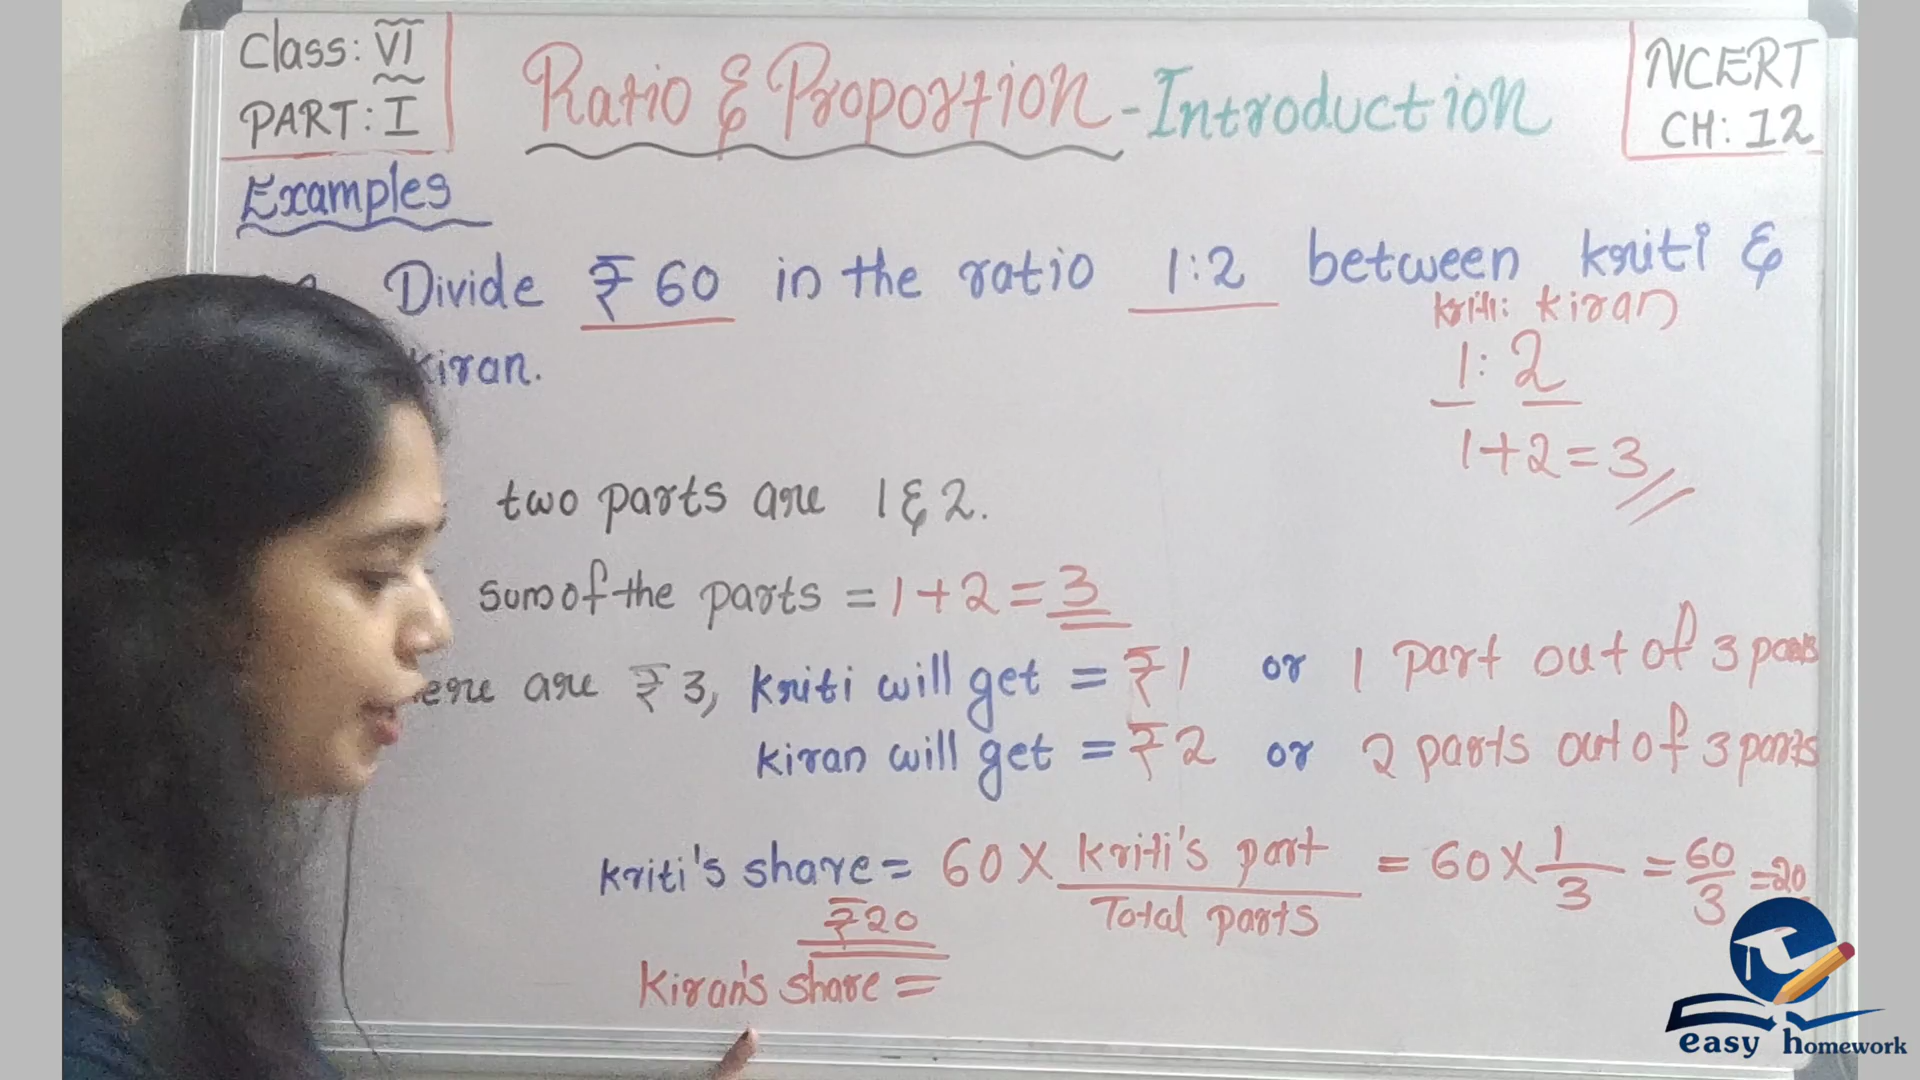 Class: VI
PART: I
Ratio & Proportion - Introduction
NCERT
CH: 12
Examples
Divide ₹ 60 in the ratio 1:2 between Kriti &
Kiran.
Kriti: Kiran
1: 2
1+2=3
two parts are 1 & 2.
sum of the parts = 1+2=3
are ₹ 3, Kriti will get = ₹1 or 1 part out of 3 parts
Kiran will get = ₹2 or 2 parts out of 3 parts
Kriti's share = 60 X Kriti's part / Total parts = 60 X 1/3 = 60/3 =20
₹20
Kiran's share =
easy homework